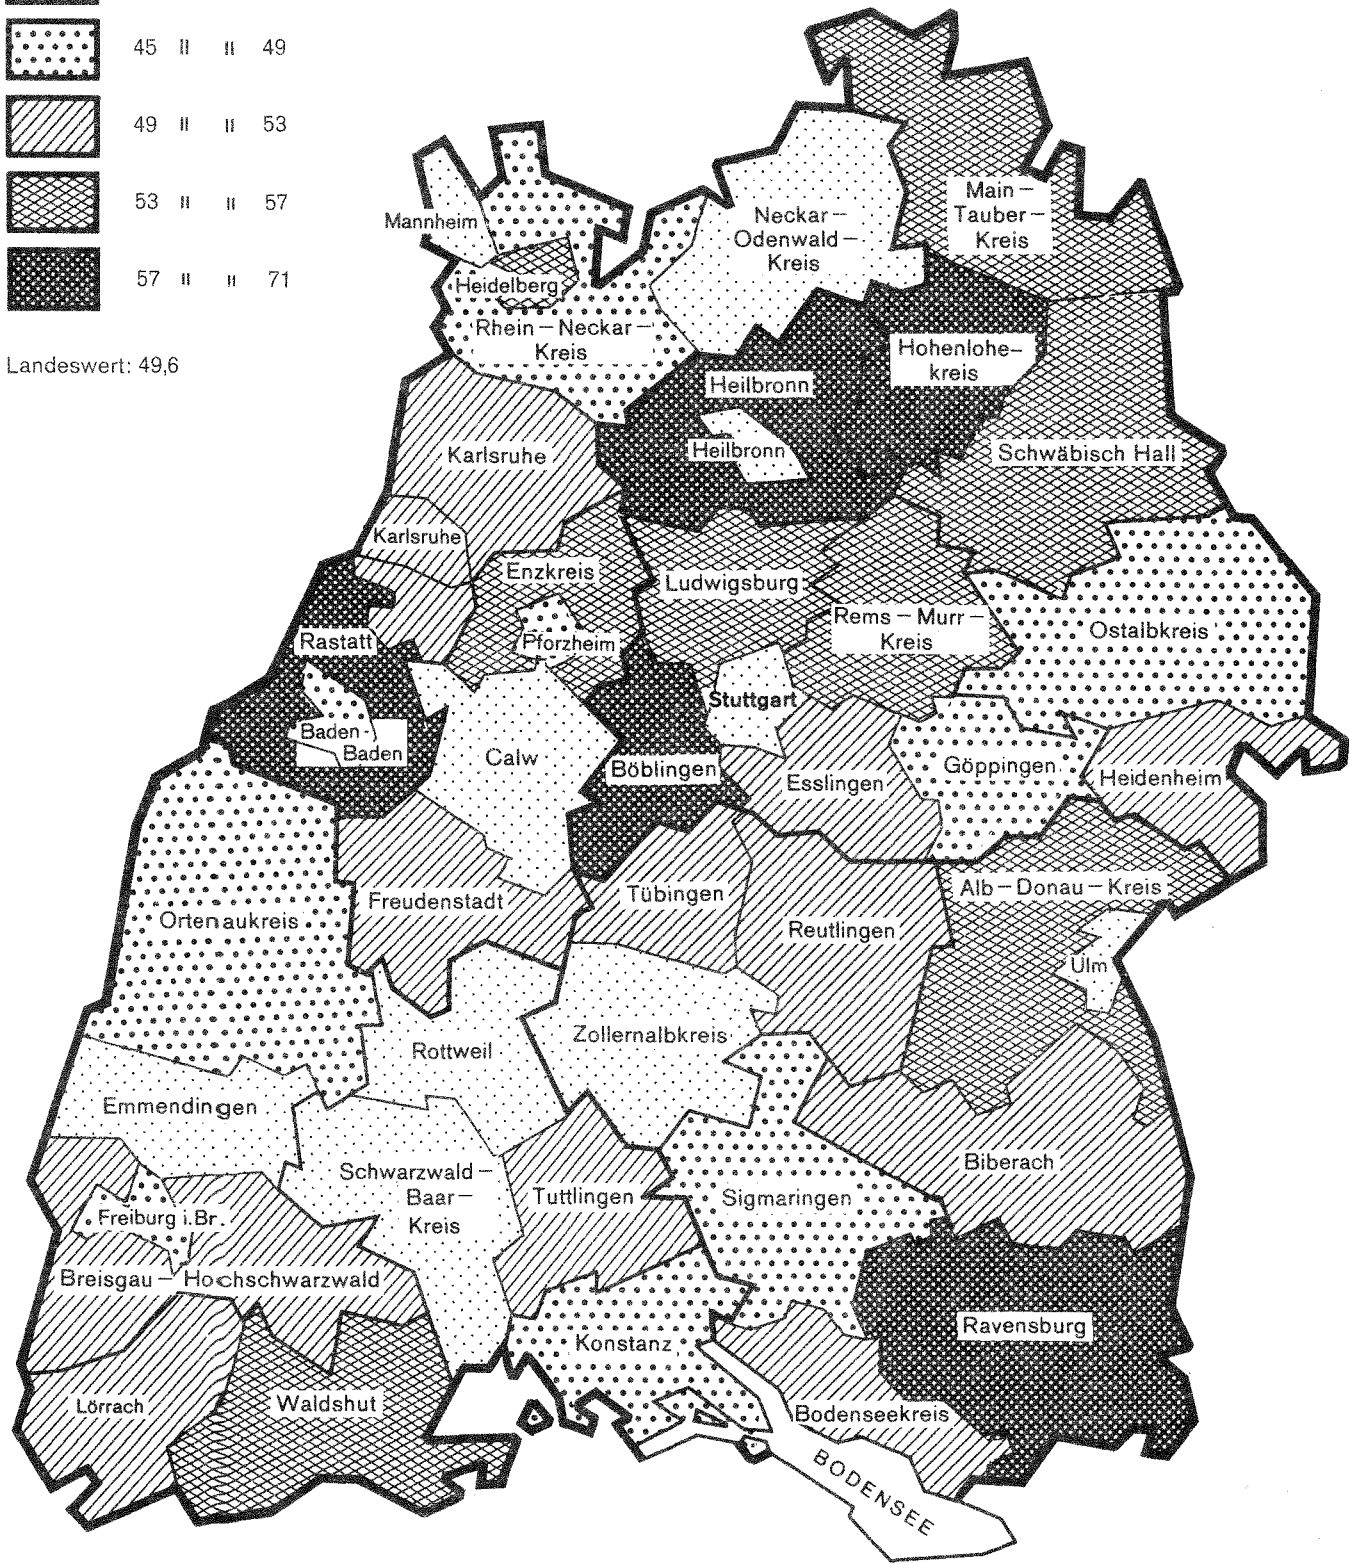 45 " " 49
49 " " 53
53 " " 57
57 " " 71
Landeswert: 49,6
Main-
Tauber-
Kreis
Mannheim
Neckar-
Odenwald-
Kreis
Heidelberg
Rhein-Neckar-
Kreis
Hohenlohe-
kreis
Heilbronn
Heilbronn
Karlsruhe
Schwäbisch Hall
Karlsruhe
Enzkreis
Ludwigsburg
Rems-Murr-
Kreis
Ostalbkreis
Rastatt
Pforzheim
Stuttgart
Baden-
Baden
Calw
Böblingen
Esslingen
Göppingen
Heidenheim
Freudenstadt
Tübingen
Alb-Donau-Kreis
Ortenaukreis
Reutlingen
Ulm
Rottweil
Zollernalbkreis
Emmendingen
Schwarzwald-
Baar-
Kreis
Tuttlingen
Sigmaringen
Biberach
Freiburg i.Br.
Breisgau-Hochschwarzwald
Konstanz
Ravensburg
Lörrach
Waldshut
Bodenseekreis
BODENSEE